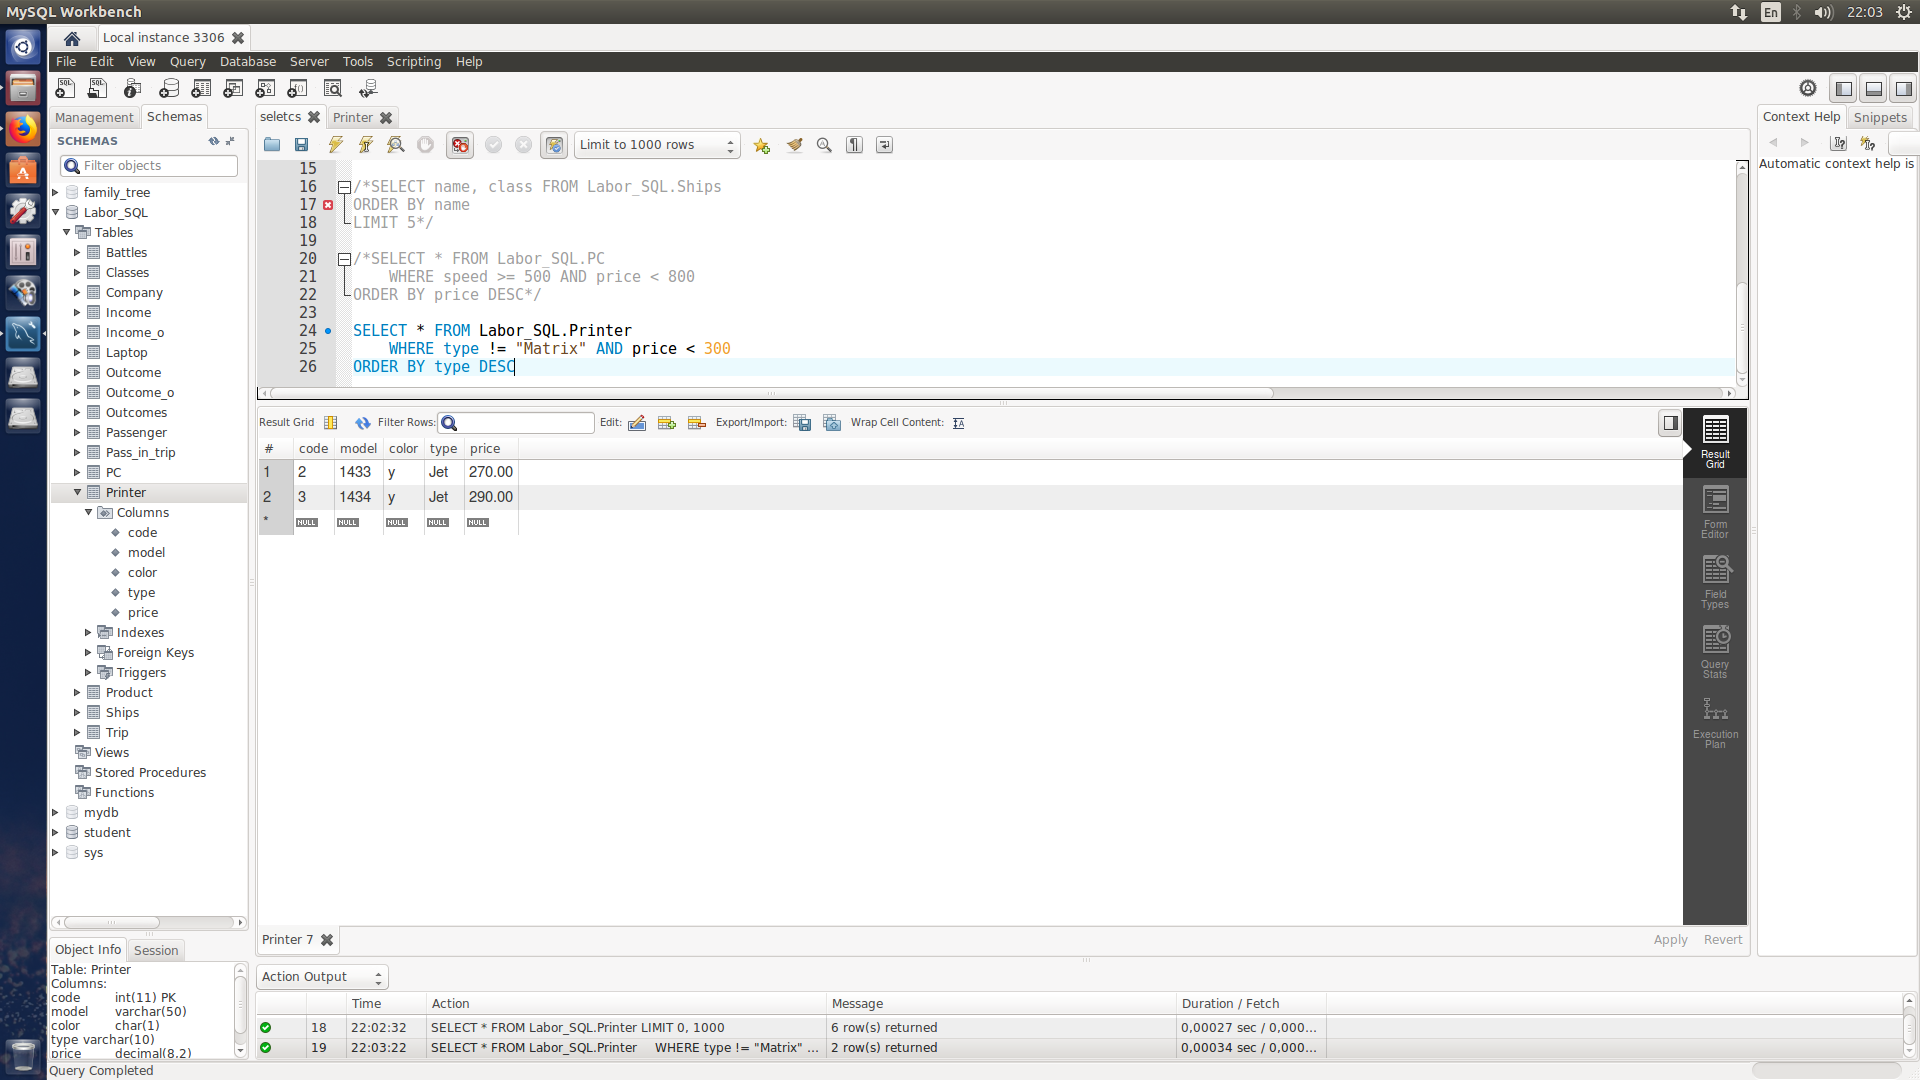 MySQL Workbench
En
22:03
Local instance 3306
File Edit View Query Database Server Tools Scripting Help
Management Schemas
SCHEMAS
Filter objects
family_tree
Labor_SQL
Tables
Battles
Classes
Company
Income
Income_o
Laptop
Outcome
Outcome_o
Outcomes
Passenger
Pass_in_trip
PC
Printer
Columns
code
model
color
type
price
Indexes
Foreign Keys
Triggers
Product
Ships
Trip
Views
Stored Procedures
Functions
mydb
student
sys
Object Info Session
Table: Printer
Columns:
code int(11) PK
model varchar(50)
color char(1)
type varchar(10)
price decimal(8,2)
Query Completed
seletcs Printer
Limit to 1000 rows
15
16 /*SELECT name, class FROM Labor_SQL.Ships
17 ORDER BY name
18 LIMIT 5*/
19
20 /*SELECT * FROM Labor_SQL.PC
21 WHERE speed >= 500 AND price < 800
22 ORDER BY price DESC*/
23
24 SELECT * FROM Labor_SQL.Printer
25 WHERE type != "Matrix" AND price < 300
26 ORDER BY type DESC
Result Grid Filter Rows: Edit: Export/Import: Wrap Cell Content:
# code model color type price
1 2 1433 y Jet 270.00
2 3 1434 y Jet 290.00
* NULL NULL NULL NULL NULL
Result
Grid
Form
Editor
Field
Types
Query
Stats
Execution
Plan
Printer 7
Apply Revert
Action Output
Time Action Message Duration / Fetch
18 22:02:32 SELECT * FROM Labor_SQL.Printer LIMIT 0, 1000 6 row(s) returned 0,00027 sec / 0,000...
19 22:03:22 SELECT * FROM Labor_SQL.Printer WHERE type != "Matrix" ... 2 row(s) returned 0,00034 sec / 0,000...
Context Help Snippets
Automatic context help is